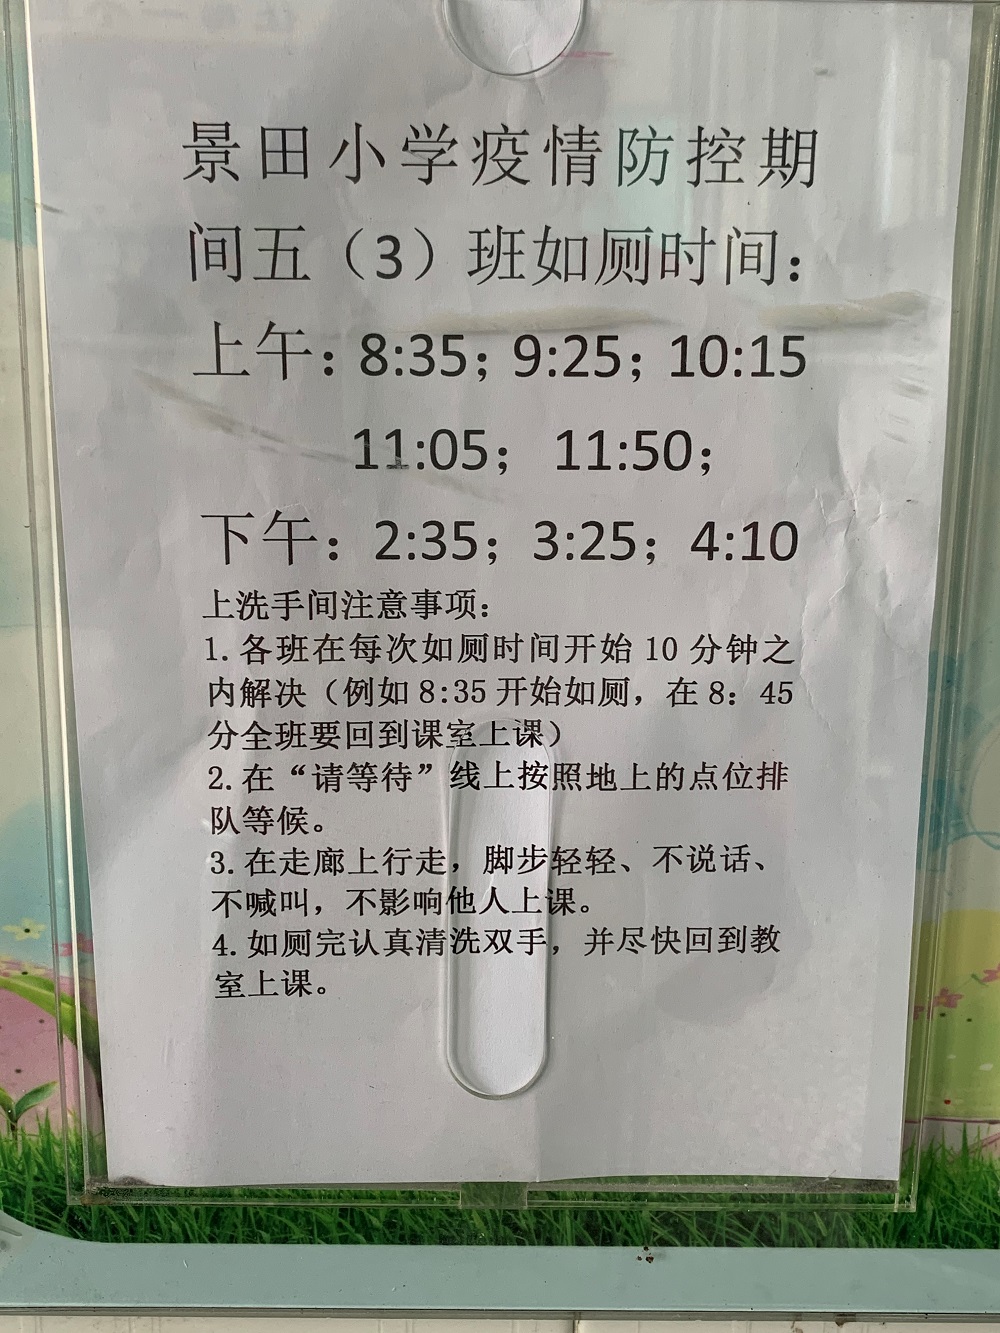 景田小学疫情防控期
间五（3）班如厕时间：
上午：8:35；9:25；10:15
11:05； 11:50；
下午：2:35；3:25；4:10
上洗手间注意事项：
1. 各班在每次如厕时间开始 10 分钟之
内解决（例如 8:35 开始如厕，在 8：45
分全班要回到课室上课）
2. 在“请等待”线上按照地上的点位排
队等候。
3. 在走廊上行走，脚步轻轻、不说话、
不喊叫，不影响他人上课。
4. 如厕完认真清洗双手，并尽快回到教
室上课。